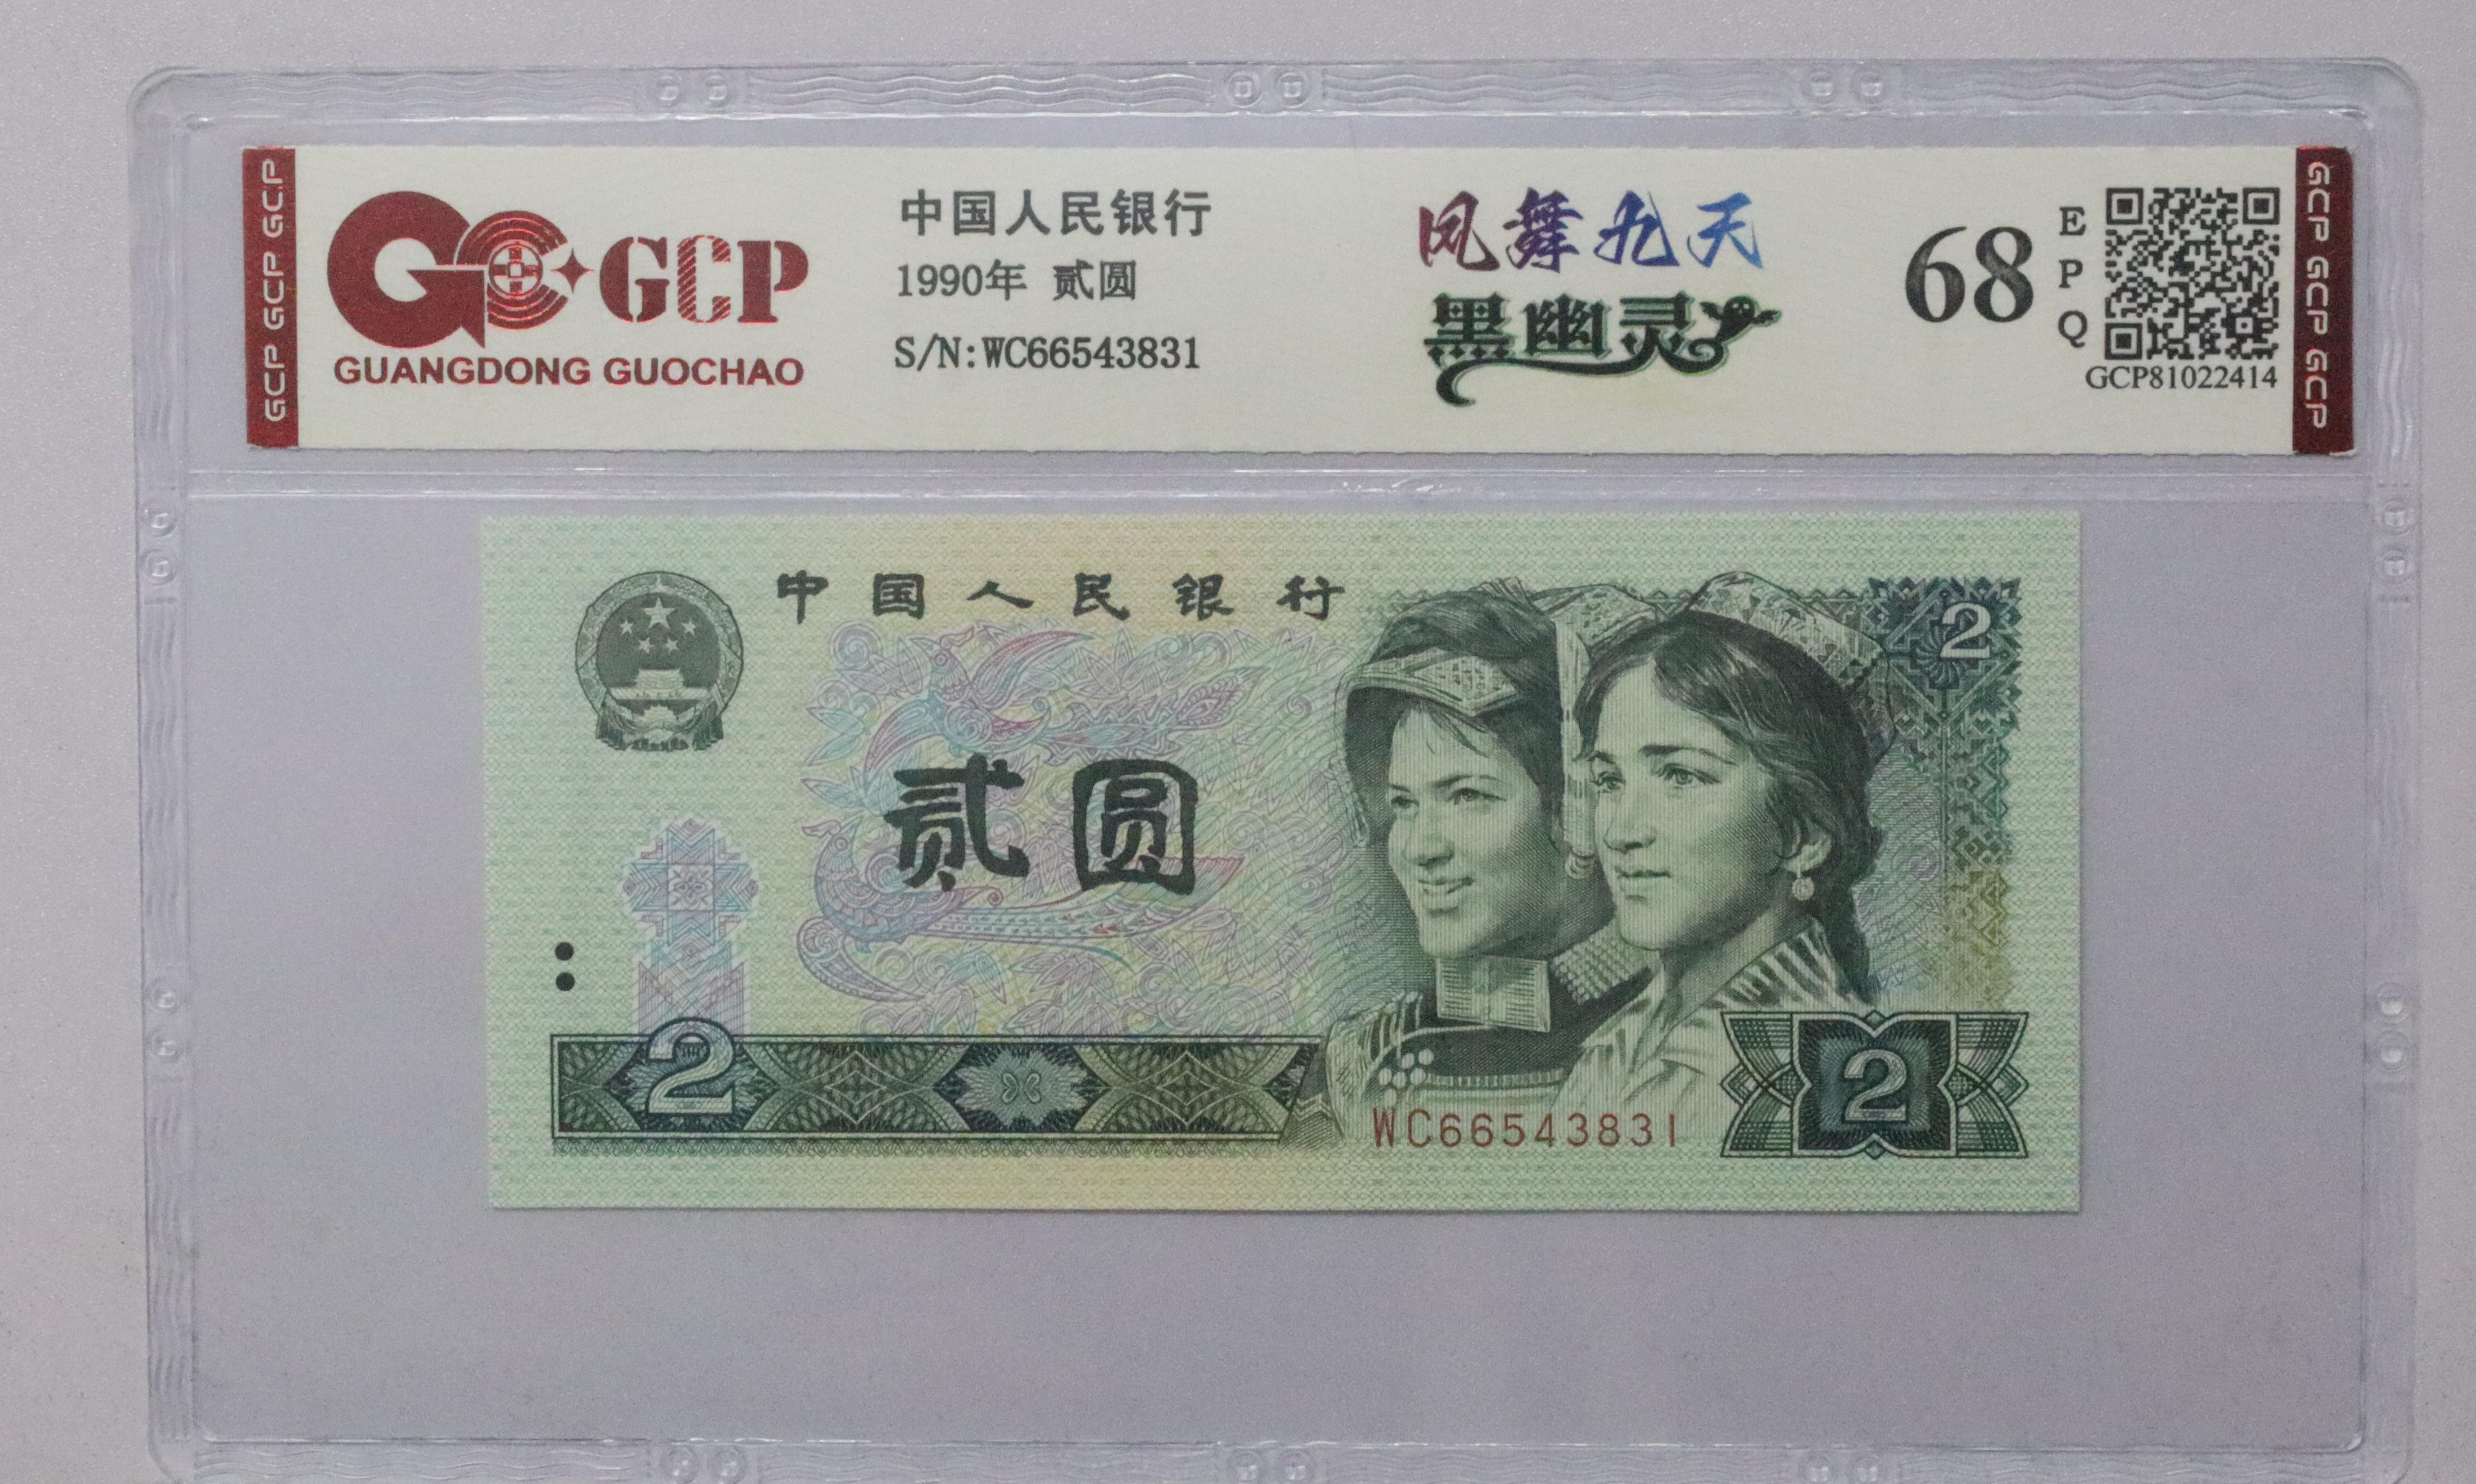 GCP GCP GCP
GC GCP
GUANGDONG GUOCHAO
中国人民银行
1990年 贰圆
S/N:WC66543831
凤舞九天
黑幽灵
68
EPQ
GCP81022414
GCP GCP GCP
中国人民银行
2
贰圆
2
2
WC66543831